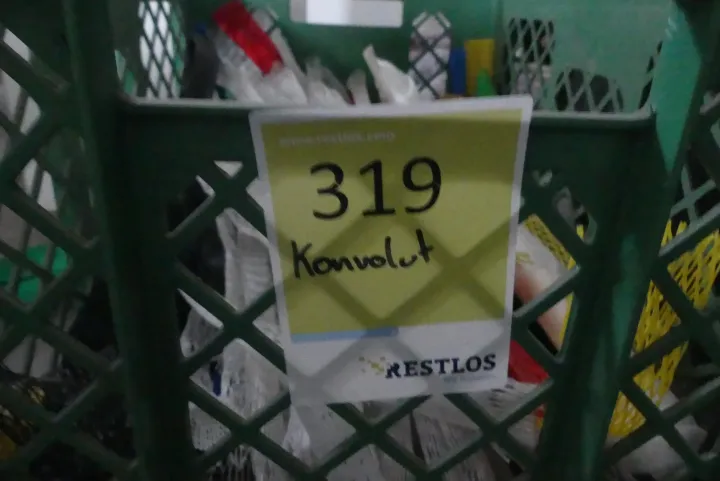 319
Konvolut
RESTLOS